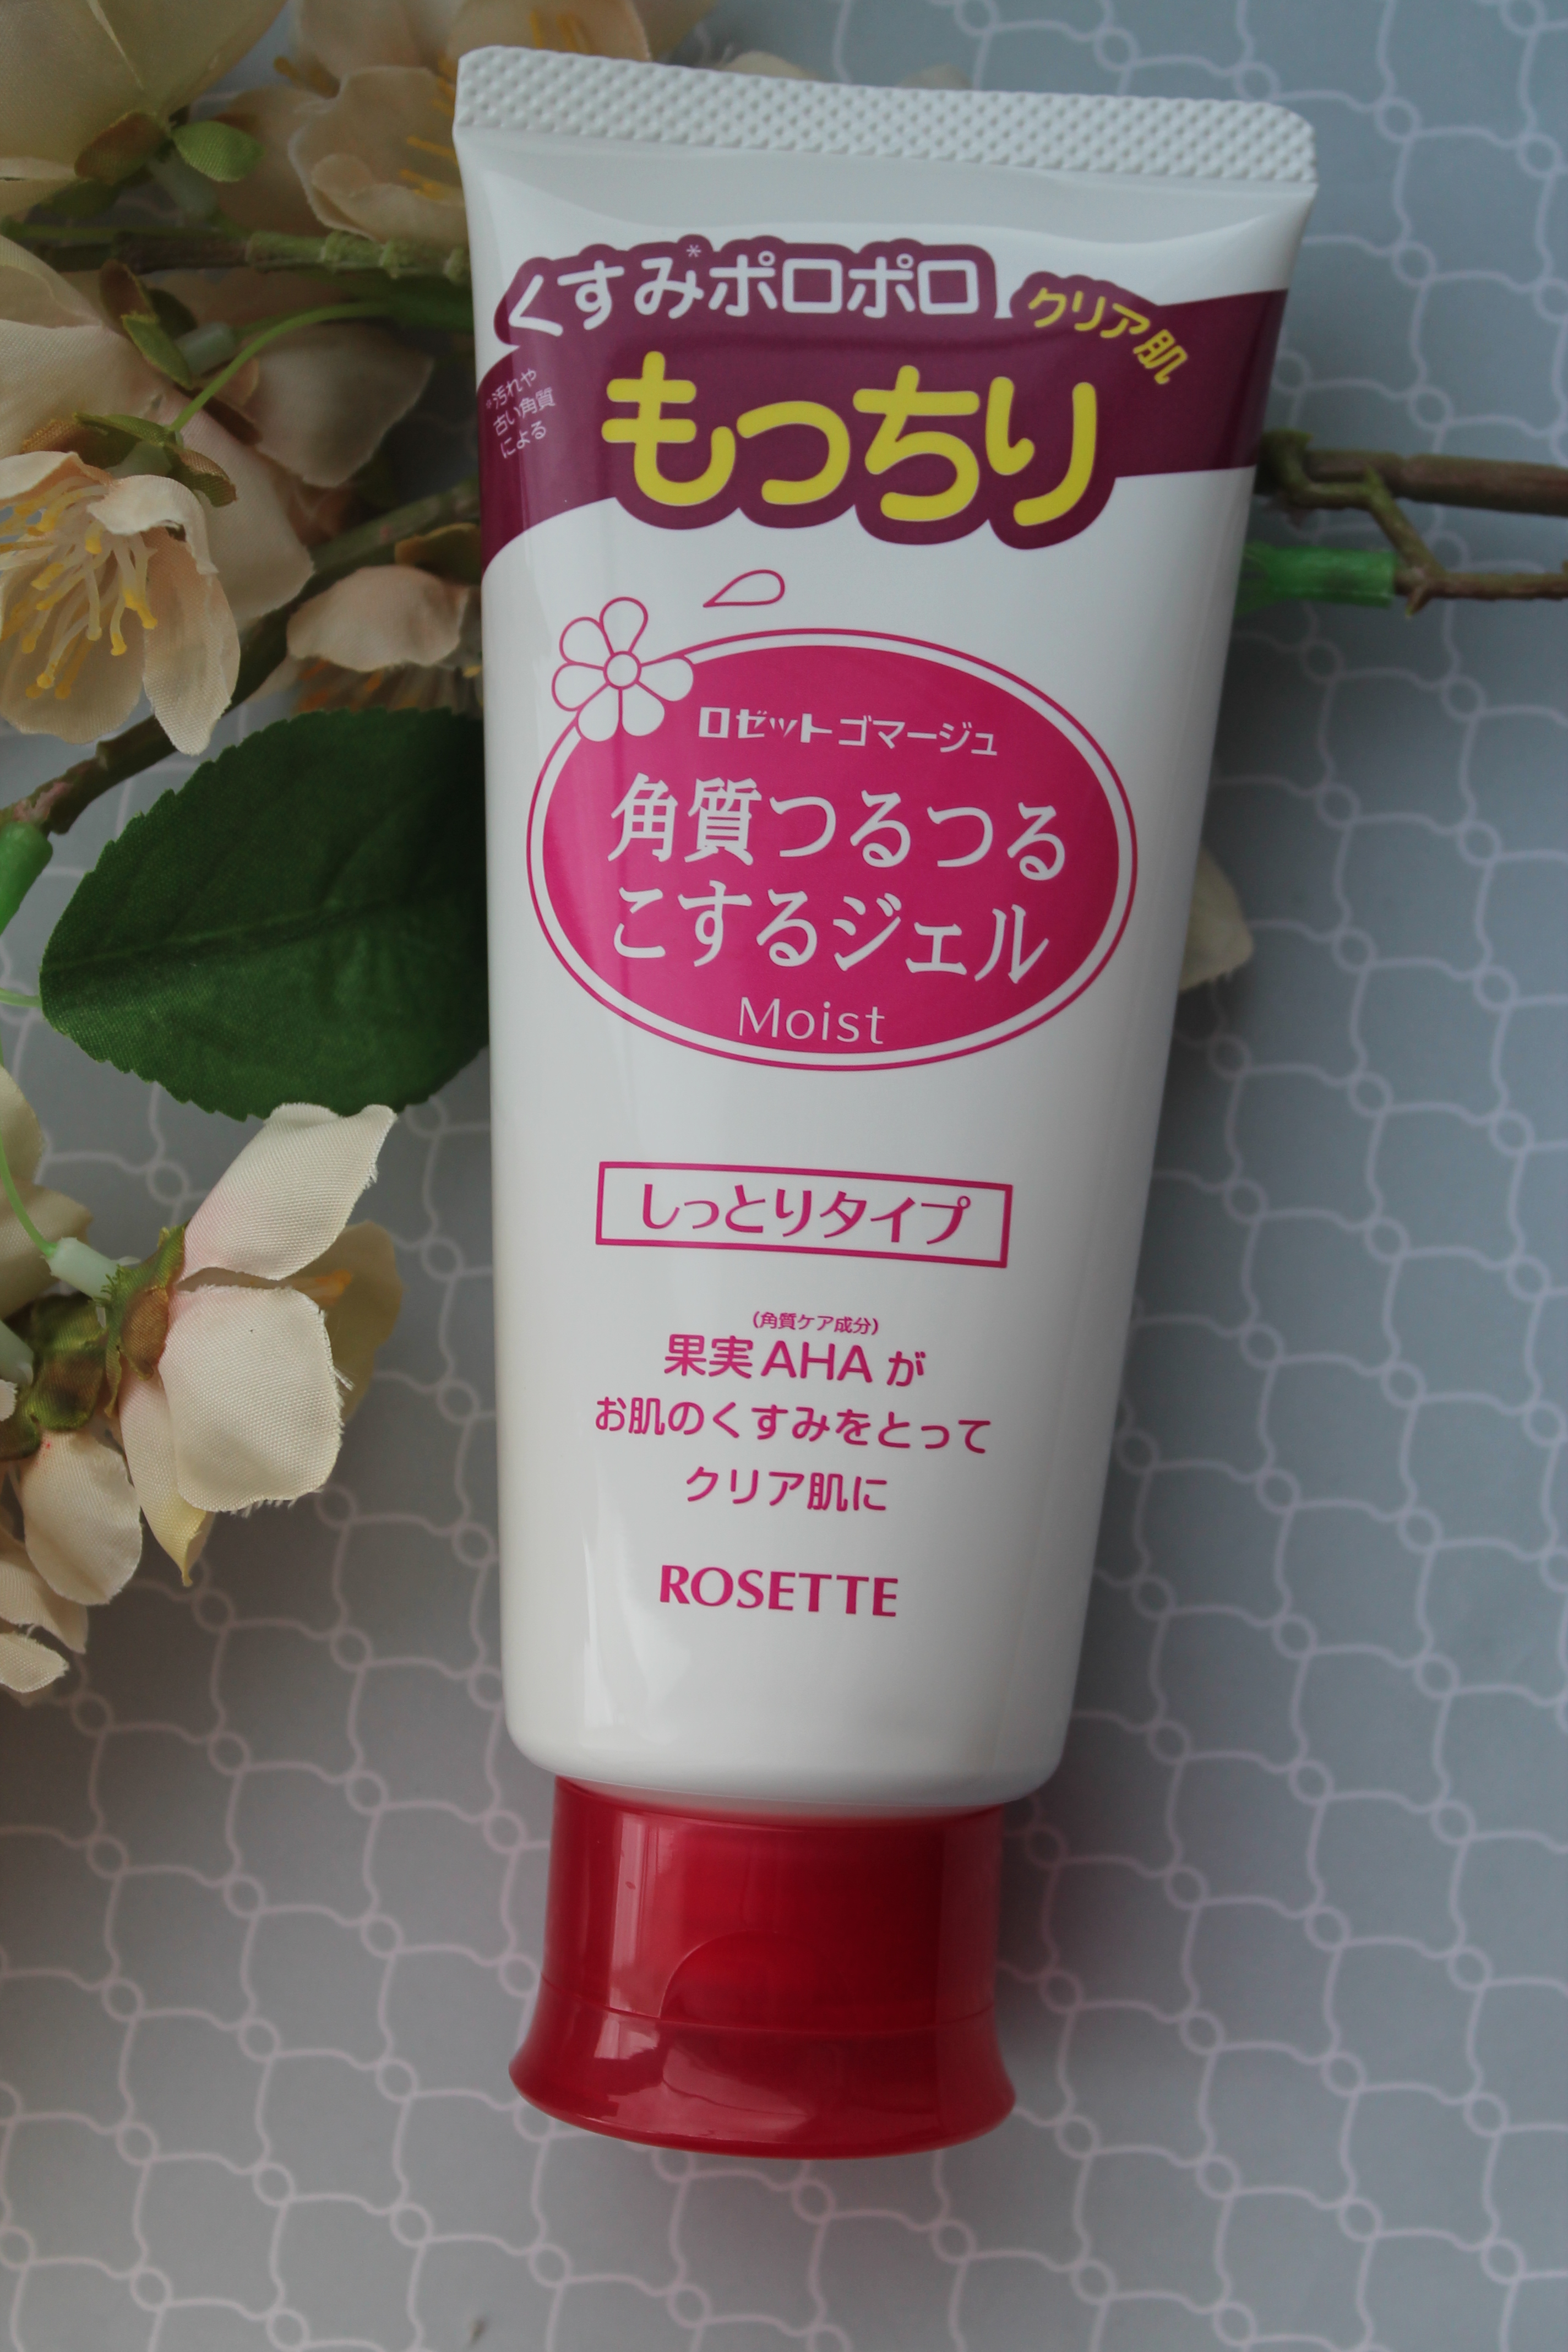 くすみ*ポロポロ
クリア肌
もっちり
*汚れや
古い角質
による
ロゼットゴマージュ
角質つるつる
こするジェル
Moist
しっとりタイプ
(角質ケア成分)
果実AHAが
お肌のくすみをとって
クリア肌に
ROSETTE